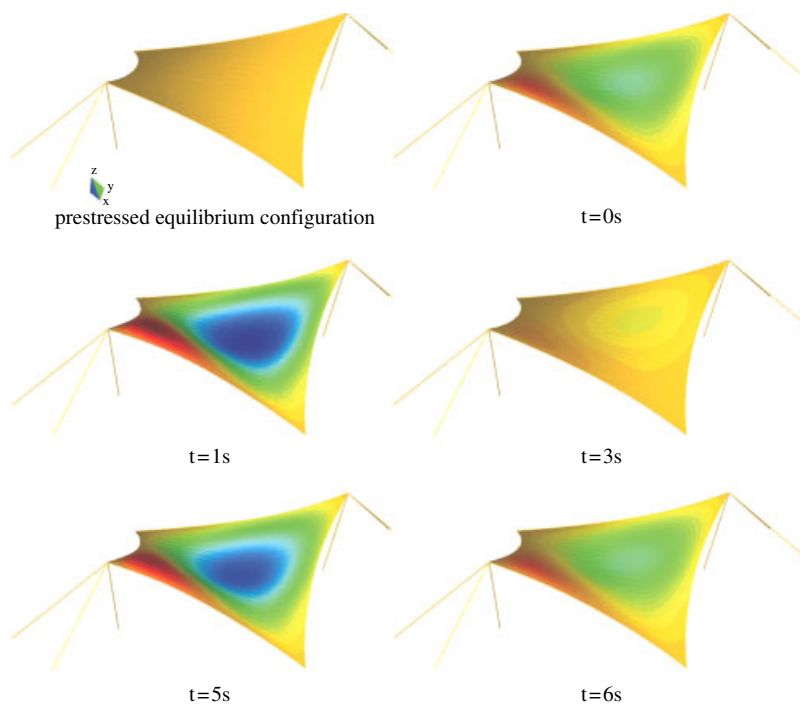 z
y
x
prestressed equilibrium configuration
t=0s
t=1s
t=3s
t=5s
t=6s